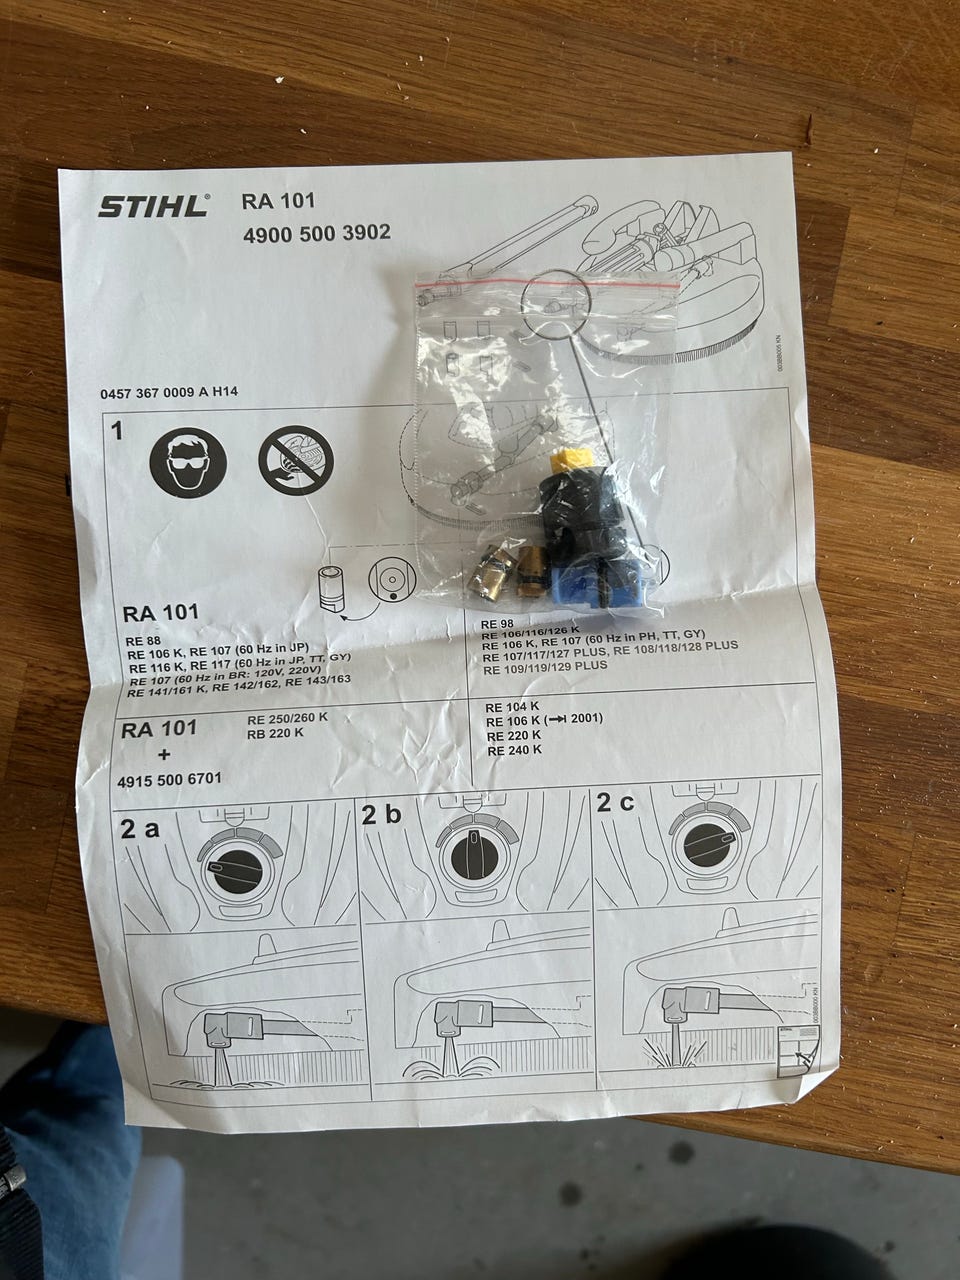 STIHL® RA 101
4900 500 3902
003BB005 KN
0457 367 0009 A H14
1
RA 101
RE 88
RE 106 K, RE 107 (60 Hz in JP)
RE 116 K, RE 117 (60 Hz in JP, TT, GY)
RE 107 (60 Hz in BR: 120V, 220V)
RE 141/161 K, RE 142/162, RE 143/163
RE 98
RE 106/116/126 K
RE 106 K, RE 107 (60 Hz in PH, TT, GY)
RE 107/117/127 PLUS, RE 108/118/128 PLUS
RE 109/119/129 PLUS
RA 101
+
4915 500 6701
RE 250/260 K
RB 220 K
RE 104 K
RE 106 K (→ 2001)
RE 220 K
RE 240 K
2 a
2 b
2 c
STIHL